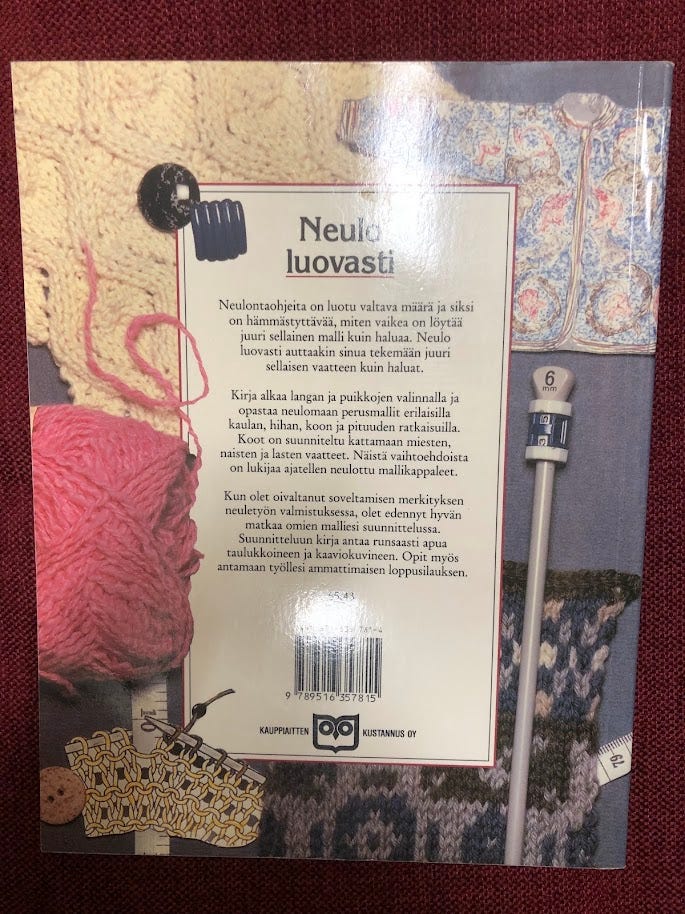 Neulo
luovasti
Neulontaohjeita on luotu valtava määrä ja siksi
on hämmästyttävää, miten vaikea on löytää
juuri sellainen malli kuin haluaa. Neulo
luovasti auttaakin sinua tekemään juuri
sellaisen vaatteen kuin haluat.
Kirja alkaa langan ja puikkojen valinnalla ja
opastaa neulomaan perusmallit erilaisilla
kaulan, hihan, koon ja pituuden ratkaisuilla.
Koot on suunniteltu kattamaan miesten,
naisten ja lasten vaatteet. Näistä vaihtoehdoista
on lukijaa ajatellen neulottu mallikappaleet.
Kun olet oivaltanut soveltamisen merkityksen
neuletyön valmistuksessa, olet edennyt hyvän
matkaa omien malliesi suunnittelussa.
Suunnitteluun kirja antaa runsaasti apua
taulukkoineen ja kaaviokuvineen. Opit myös
antamaan työllesi ammattimaisen loppusilauksen.
65.43
9 789516 357815
KAUPPIAITTEN KUSTANNUS OY
6
mm
79